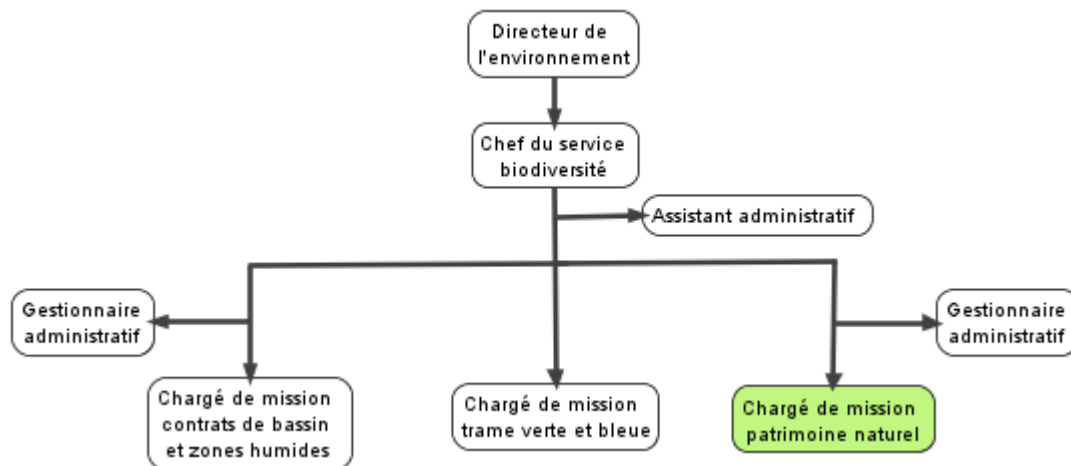 Directeur de
l'environnement
Chef du service
biodiversité
Assistant administratif
Gestionnaire
administratif
Gestionnaire
administratif
Chargé de mission
contrats de bassin
et zones humides
Chargé de mission
trame verte et bleue
Chargé de mission
patrimoine naturel